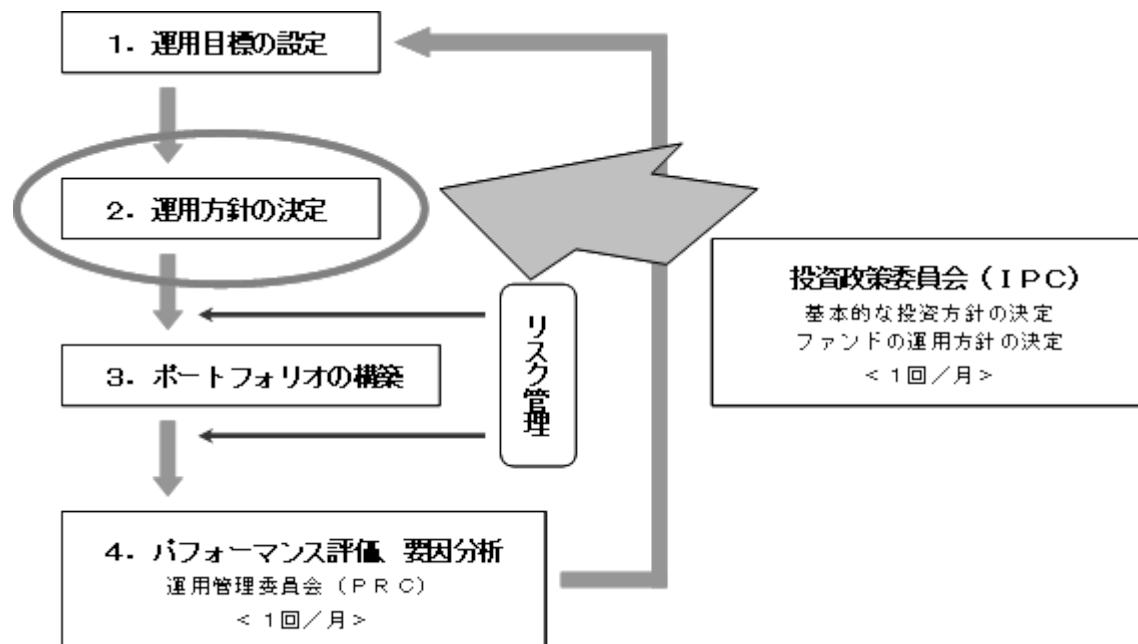 1．運用目標の設定
2．運用方針の決定
投資政策委員会（ＩＰＣ）
基本的な投資方針の決定
ファンドの運用方針の決定
＜１回／月＞
リスク管理
3．ポートフォリオの構築
4．パフォーマンス評価、要因分析
運用管理委員会（ＰＲＣ）
＜１回／月＞